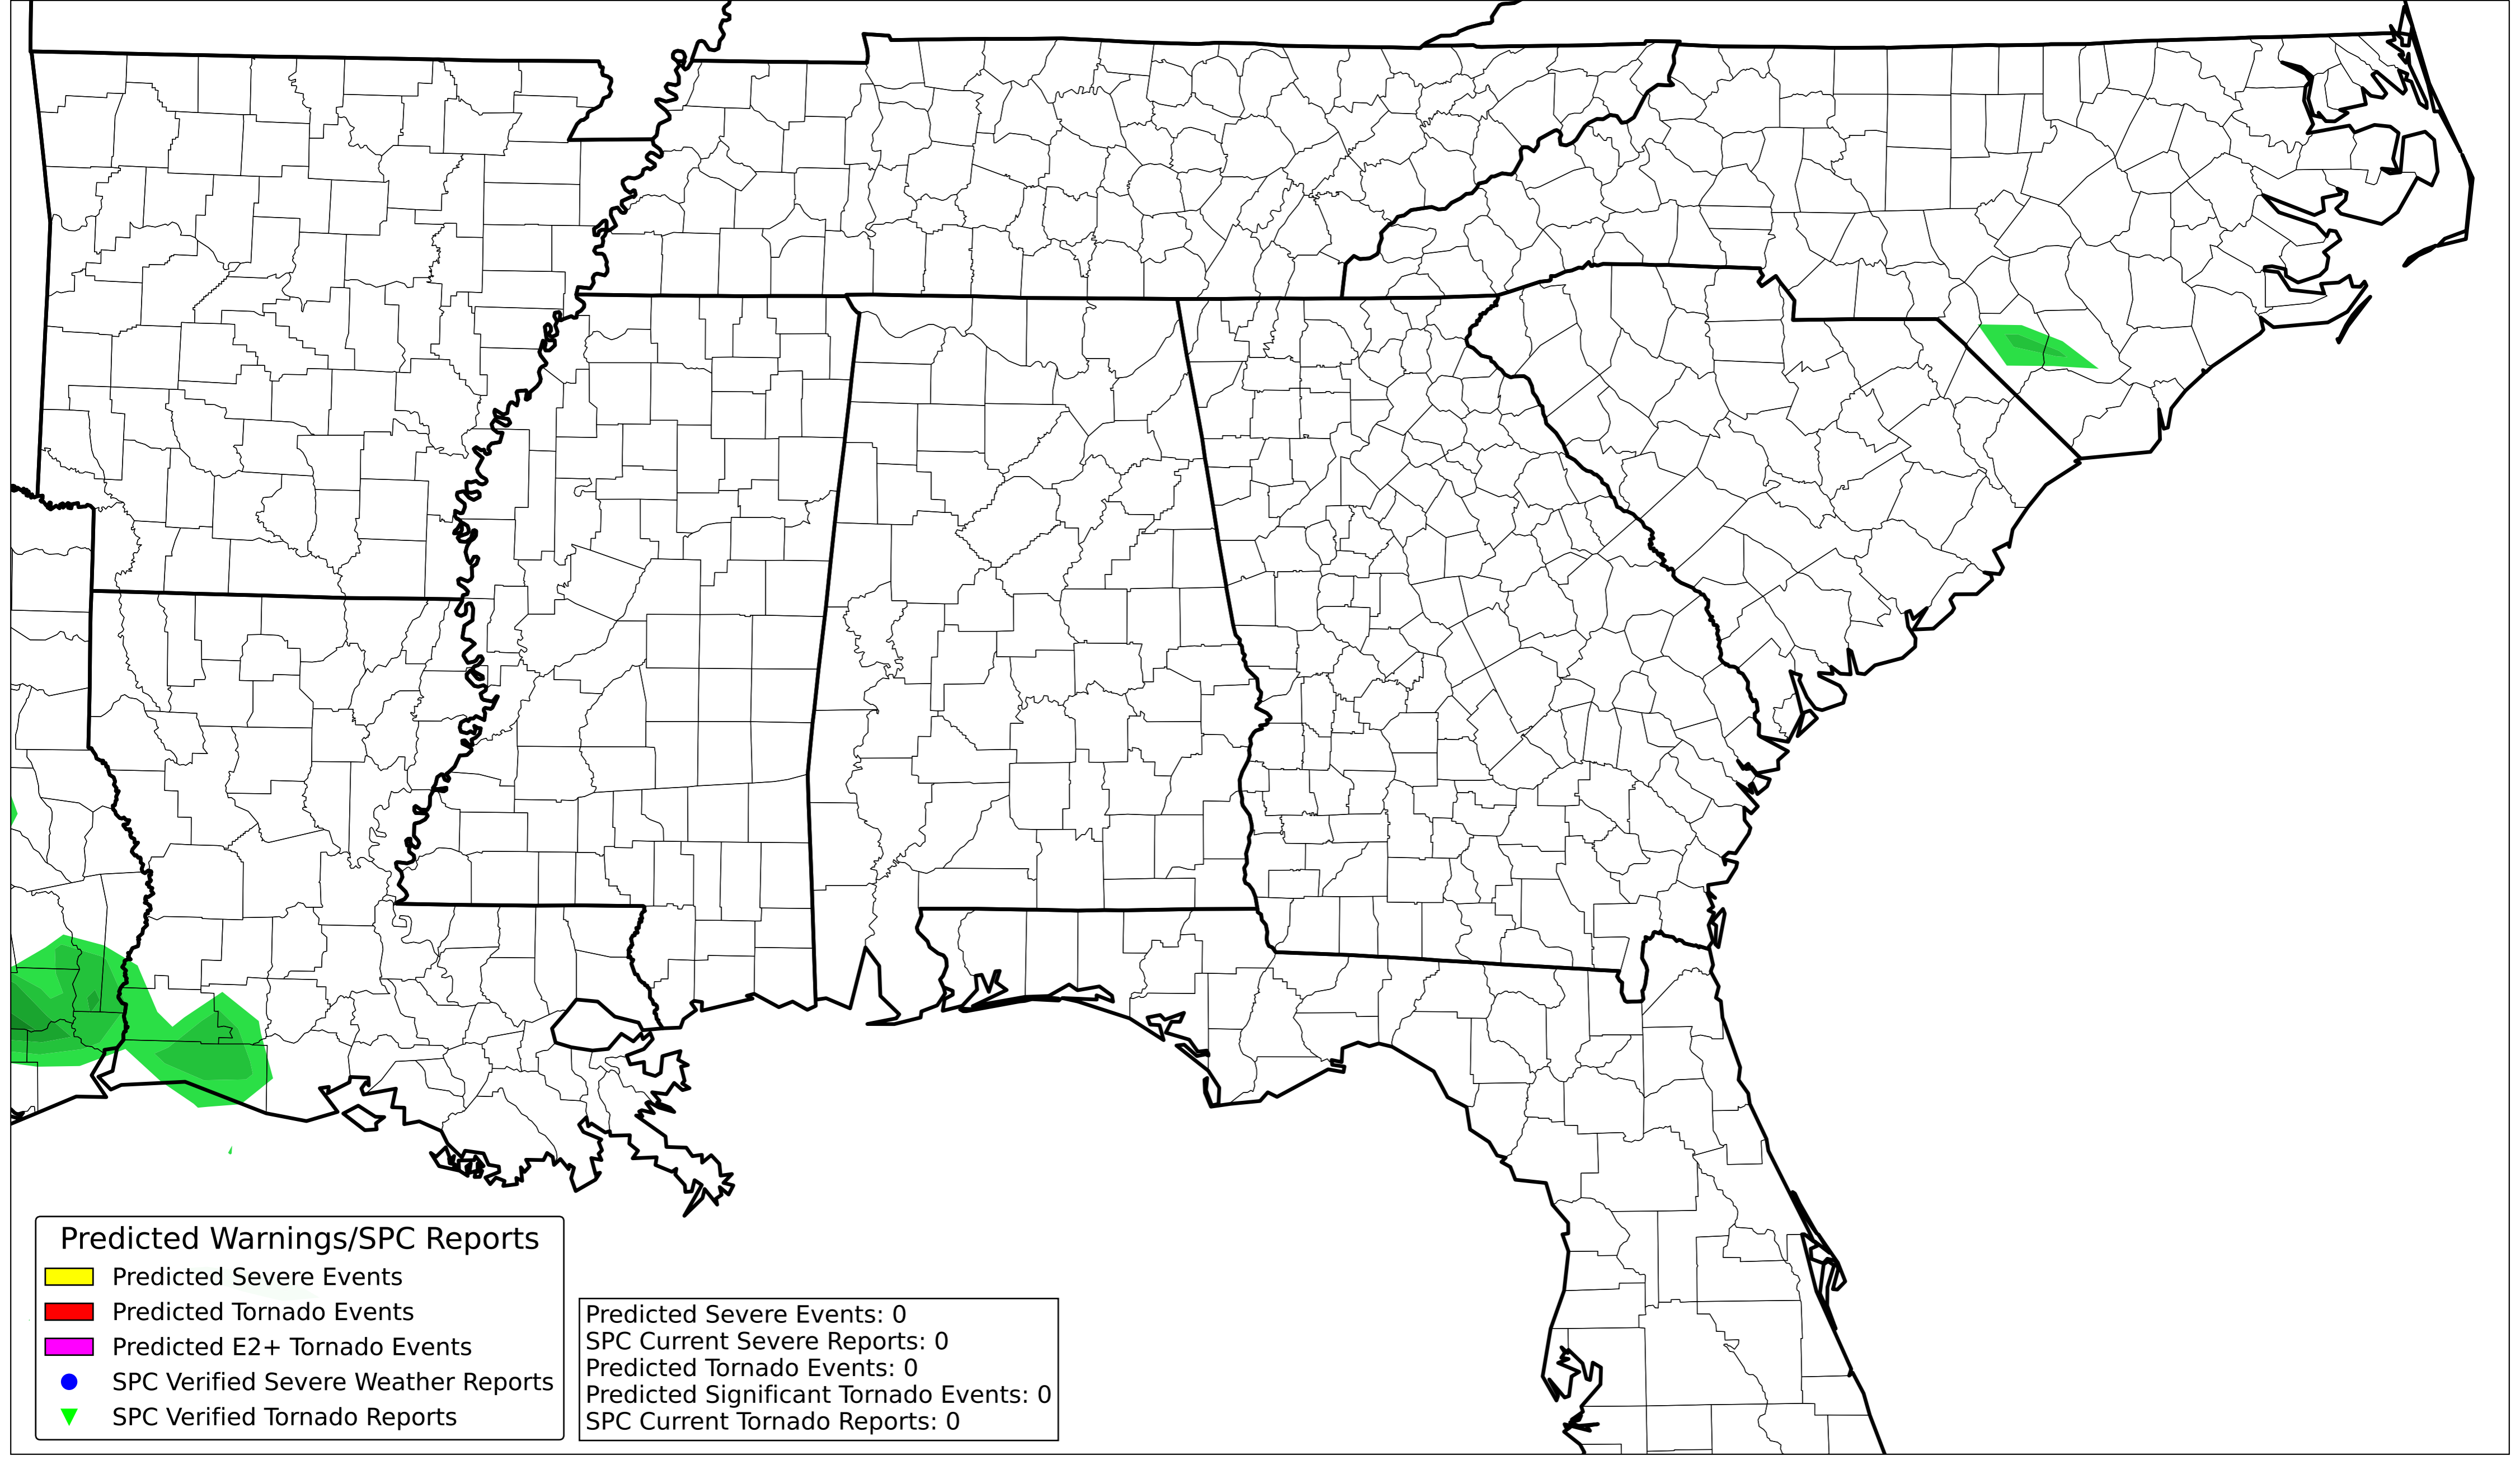 Predicted Warnings/SPC Reports
Predicted Severe Events
Predicted Tornado Events
Predicted E2+ Tornado Events
SPC Verified Severe Weather Reports
SPC Verified Tornado Reports
Predicted Severe Events: 0
SPC Current Severe Reports: 0
Predicted Tornado Events: 0
Predicted Significant Tornado Events: 0
SPC Current Tornado Reports: 0